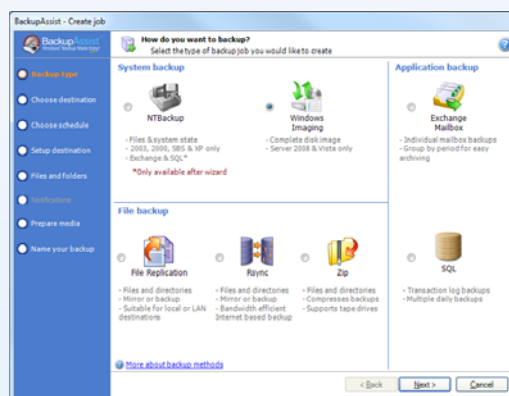 BackupAssist - Create job
BackupAssist
Windows Backup Made Easy!
How do you want to backup?
Select the type of backup job you would like to create
Backup type
Choose destination
Choose schedule
Setup destination
Files and folders
Notifications
Prepare media
Name your backup
System backup
NTBackup
- Files & system state
- 2003, 2000, SBS & XP only
- Exchange & SQL*
*Only available after wizard
Windows
Imaging
- Complete disk image
- Server 2008 & Vista only
Application backup
Exchange
Mailbox
- Individual mailbox backups
- Group by period for easy
archiving
File backup
File Replication
- Files and directories
- Mirror or backup
- Suitable for local or LAN
destinations
Rsync
- Files and directories
- Mirror or backup
- Bandwidth efficient
Internet based backup
Zip
- Files and directories
- Compresses backups
- Supports tape drives
SQL
- Transaction log backups
- Multiple daily backups
More about backup methods
< Back
Next >
Cancel